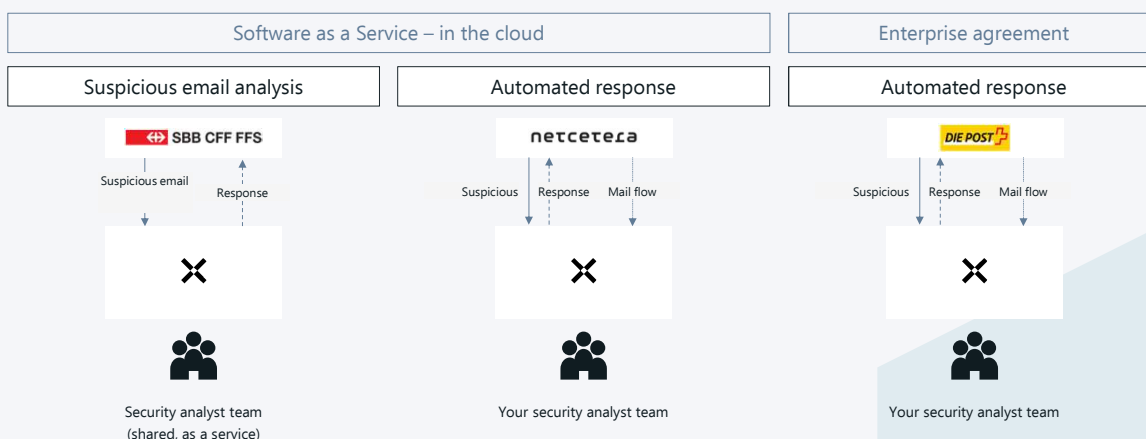 Software as a Service – in the cloud
Enterprise agreement
Suspicious email analysis
Automated response
Automated response
SBB CFF FFS
netcetera
DIE POST
Suspicious email
Response
Suspicious
Response
Mail flow
Suspicious
Response
Mail flow
Security analyst team
(shared, as a service)
Your security analyst team
Your security analyst team